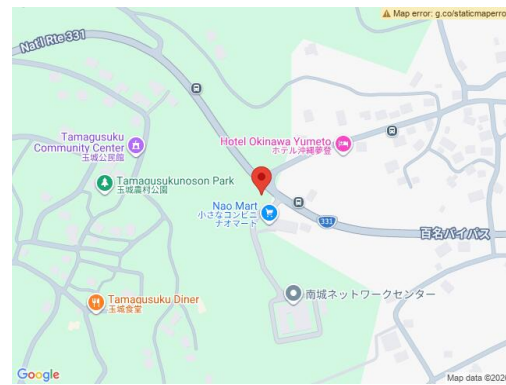 Map error: g.co/staticmaperro
Nat'l Rte 331
Hotel Okinawa Yumeto
ホテル沖縄夢登
Tamagusuku
Community Center
玉城公民館
Tamagusukunoson Park
玉城農村公園
Nao Mart
小さなコンビニ
ナオマート
331
百名バイパス
南城ネットワークセンター
Tamagusuku Diner
玉城食堂
Google
Map data ©2026